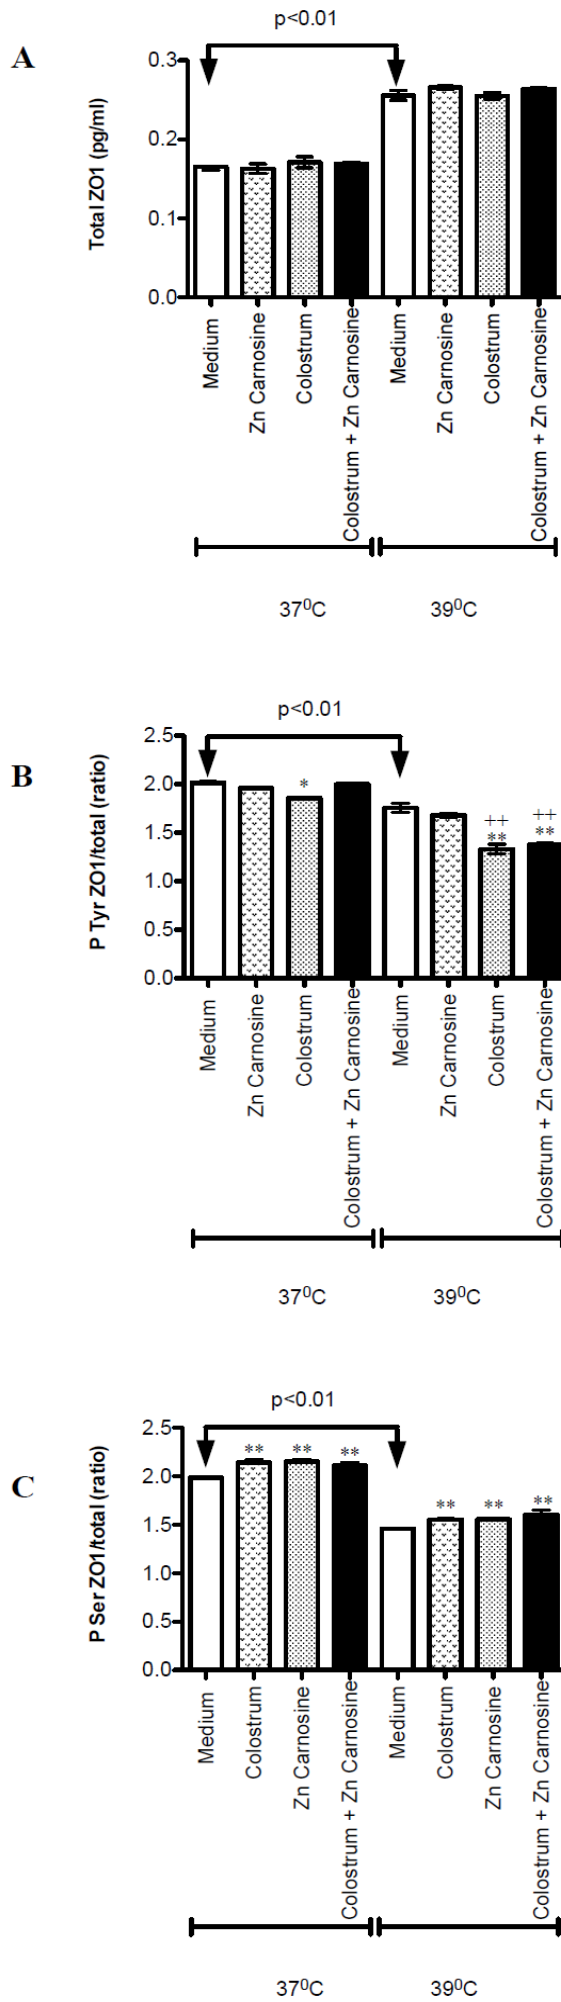 A
p<0.01
Total ZO1 (pg/ml)
0.3
0.2
0.1
0.0
Medium
Zn Carnosine
Colostrum
Colostrum + Zn Carnosine
Medium
Zn Carnosine
Colostrum
Colostrum + Zn Carnosine
37⁰C
39⁰C
B
p<0.01
P Tyr ZO1/total (ratio)
2.5
2.0
1.5
1.0
0.5
0.0
*
++
**
++
**
Medium
Zn Carnosine
Colostrum
Colostrum + Zn Carnosine
Medium
Zn Carnosine
Colostrum
Colostrum + Zn Carnosine
37⁰C
39⁰C
C
p<0.01
P Ser ZO1/total (ratio)
2.5
2.0
1.5
1.0
0.5
0.0
**
**
**
**
**
**
Medium
Colostrum
Zn Carnosine
Colostrum + Zn Carnosine
Medium
Colostrum
Zn Carnosine
Colostrum + Zn Carnosine
37⁰C
39⁰C